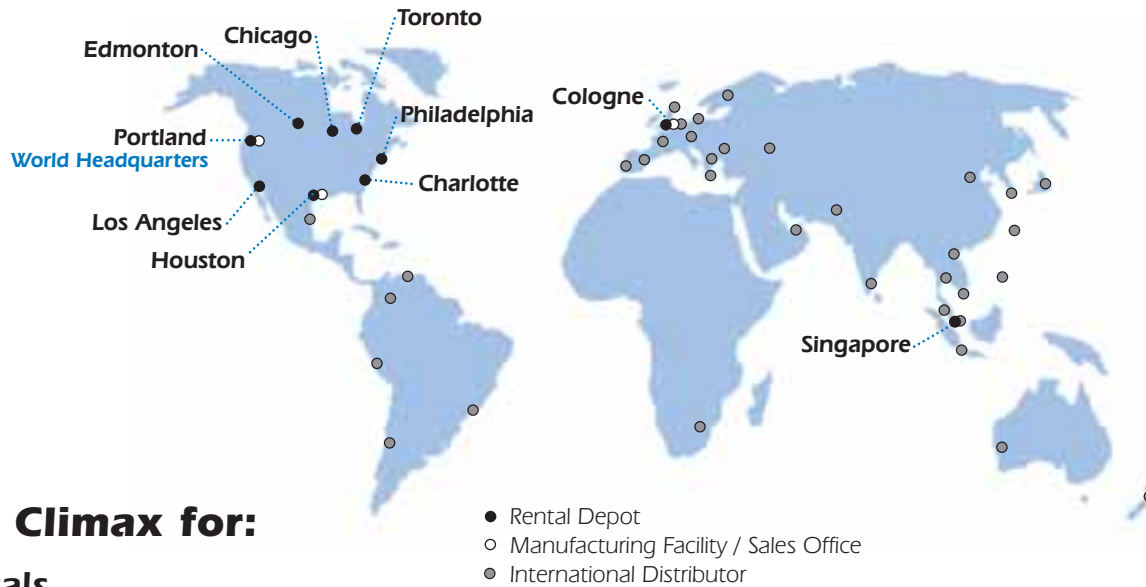 Toronto
Chicago
Edmonton
Philadelphia
Cologne
Portland
World Headquarters
Charlotte
Los Angeles
Houston
Singapore
Climax for:
Rental Depot
Manufacturing Facility / Sales Office
International Distributor